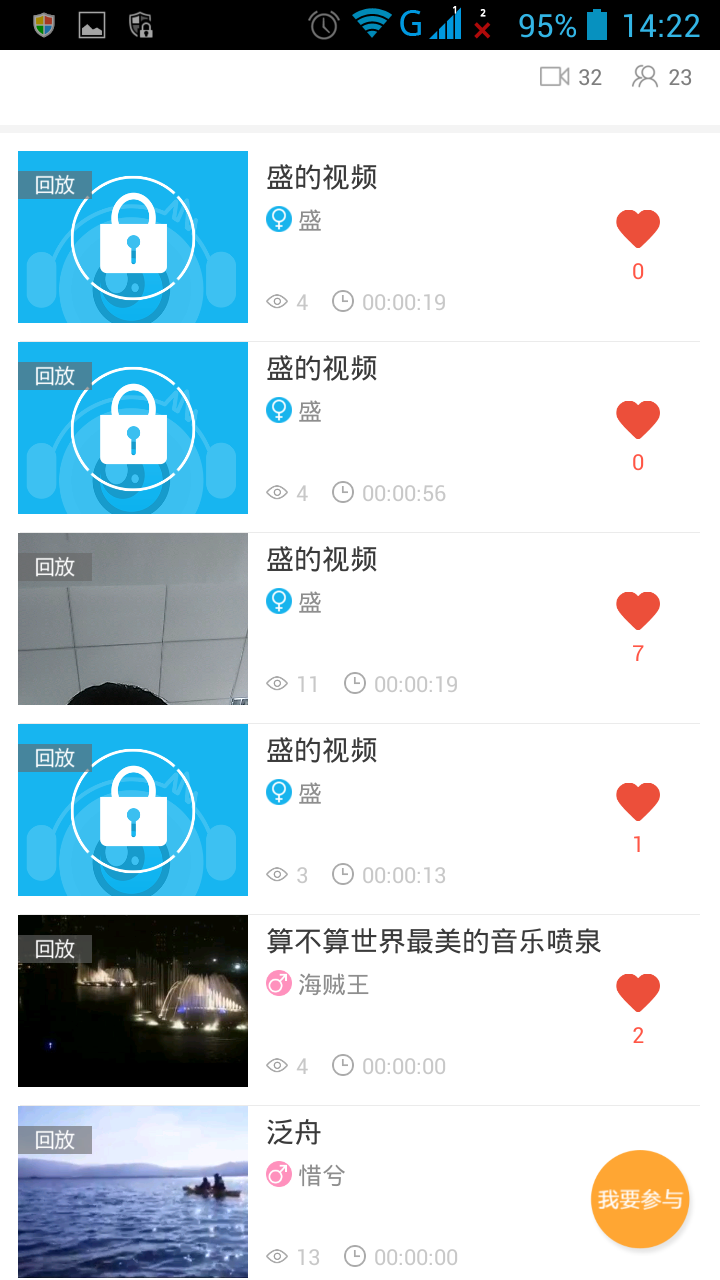 G 1 2 95% 14:22
32 23
回放
盛的视频
盛
0
4 00:00:19
回放
盛的视频
盛
0
4 00:00:56
回放
盛的视频
盛
7
11 00:00:19
回放
盛的视频
盛
1
3 00:00:13
回放
算不算世界最美的音乐喷泉
海贼王
2
4 00:00:00
回放
泛舟
惜兮
我要参与
13 00:00:00